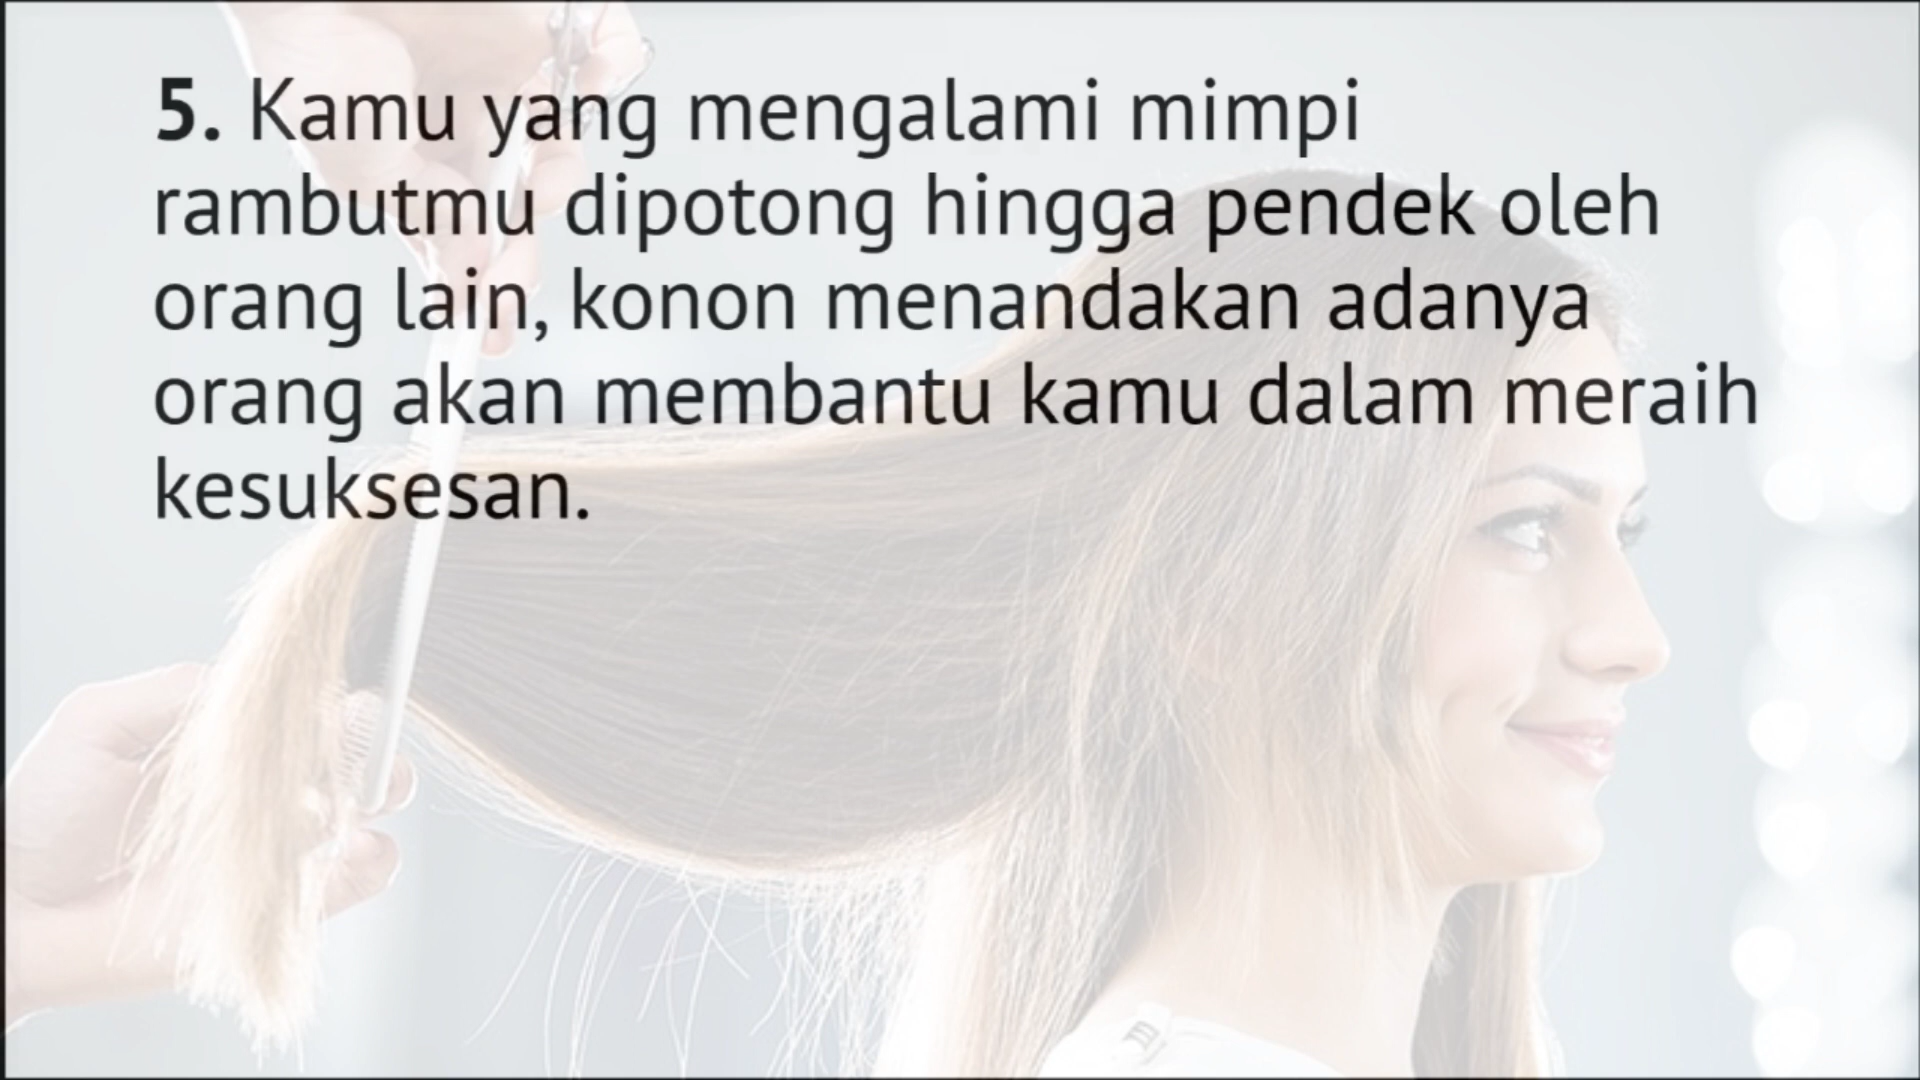 5. Kamu yang mengalami mimpi
rambutmu dipotong hingga pendek oleh
orang lain, konon menandakan adanya
orang akan membantu kamu dalam meraih
kesuksesan.